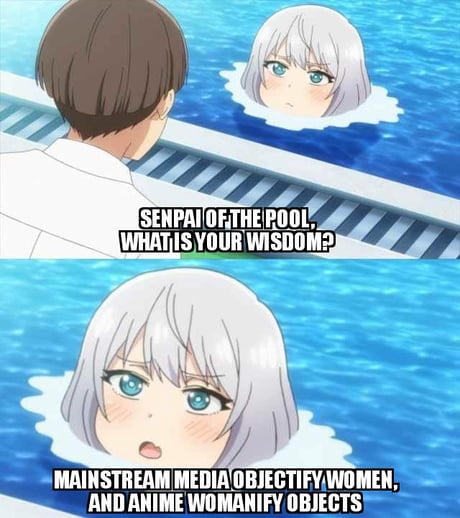 SENPAI OF THE POOL,
WHAT IS YOUR WISDOM?
MAINSTREAM MEDIA OBJECTIFY WOMEN,
AND ANIME WOMANIFY OBJECTS